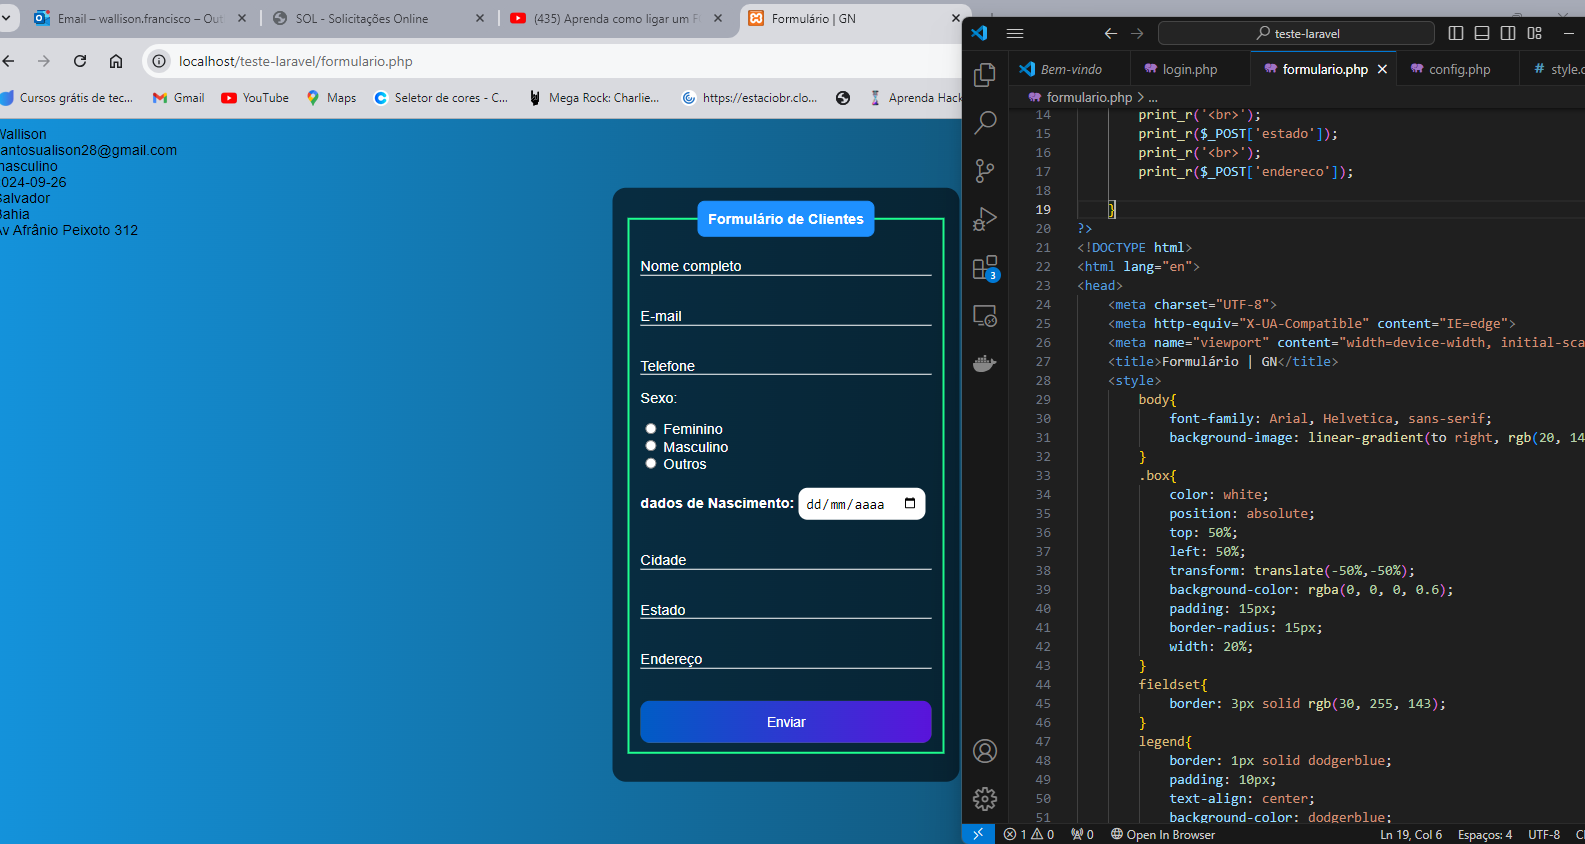 Email – wallison.francisco – Out
SOL - Solicitações Online
(435) Aprenda como ligar um F
Formulário | GN
localhost/teste-laravel/formulario.php
Cursos grátis de tec...
Gmail
YouTube
Maps
Seletor de cores - C...
Mega Rock: Charlie...
https://estaciobr.clo...
Aprenda Hack
Wallison
antosualison28@gmail.com
masculino
2024-09-26
Salvador
Bahia
Av Afrânio Peixoto 312
Formulário de Clientes
Nome completo
E-mail
Telefone
Sexo:
Feminino
Masculino
Outros
dados de Nascimento: dd/mm/aaaa
Cidade
Estado
Endereço
Enviar
teste-laravel
Bem-vindo
login.php
formulario.php
config.php
# style.c
formulario.php > ...
14 print_r('<br>');
15 print_r($_POST['estado']);
16 print_r('<br>');
17 print_r($_POST['endereco']);
18
19 }
20 ?>
21 <!DOCTYPE html>
22 <html lang="en">
23 <head>
24 <meta charset="UTF-8">
25 <meta http-equiv="X-UA-Compatible" content="IE=edge">
26 <meta name="viewport" content="width=device-width, initial-sca
27 <title>Formulário | GN</title>
28 <style>
29 body{
30 font-family: Arial, Helvetica, sans-serif;
31 background-image: linear-gradient(to right, rgb(20, 14
32 }
33 .box{
34 color: white;
35 position: absolute;
36 top: 50%;
37 left: 50%;
38 transform: translate(-50%,-50%);
39 background-color: rgba(0, 0, 0, 0.6);
40 padding: 15px;
41 border-radius: 15px;
42 width: 20%;
43 }
44 fieldset{
45 border: 3px solid rgb(30, 255, 143);
46 }
47 legend{
48 border: 1px solid dodgerblue;
49 padding: 10px;
50 text-align: center;
51 background-color: dodgerblue;
3
1 0
0
Open In Browser
Ln 19, Col 6
Espaços: 4
UTF-8